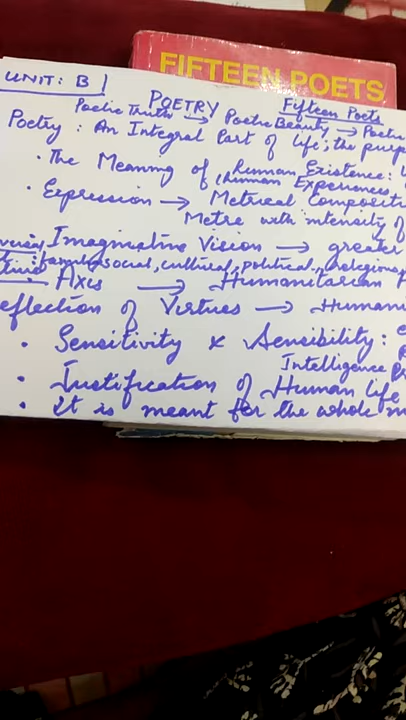 FIFTEEN POETS
UNIT: B1
POETRY
Fifteen Poets
Poetic Truth → Poetic Beauty → Poetic
Poetry : An Integral Part of Life; the purp
• The Meaning of human Existence:
human Experiences
• Expression → Metrical Compositi
Metre with intensity of
Imaginative Vision → greater
: family, social, cultural, political, religiou
Axis → Humanitarian
eflection of Virtues → Humani
• Sensitivity & Sensibility:
Intelligence
• Justification of Human life
• It is meant for the whole m